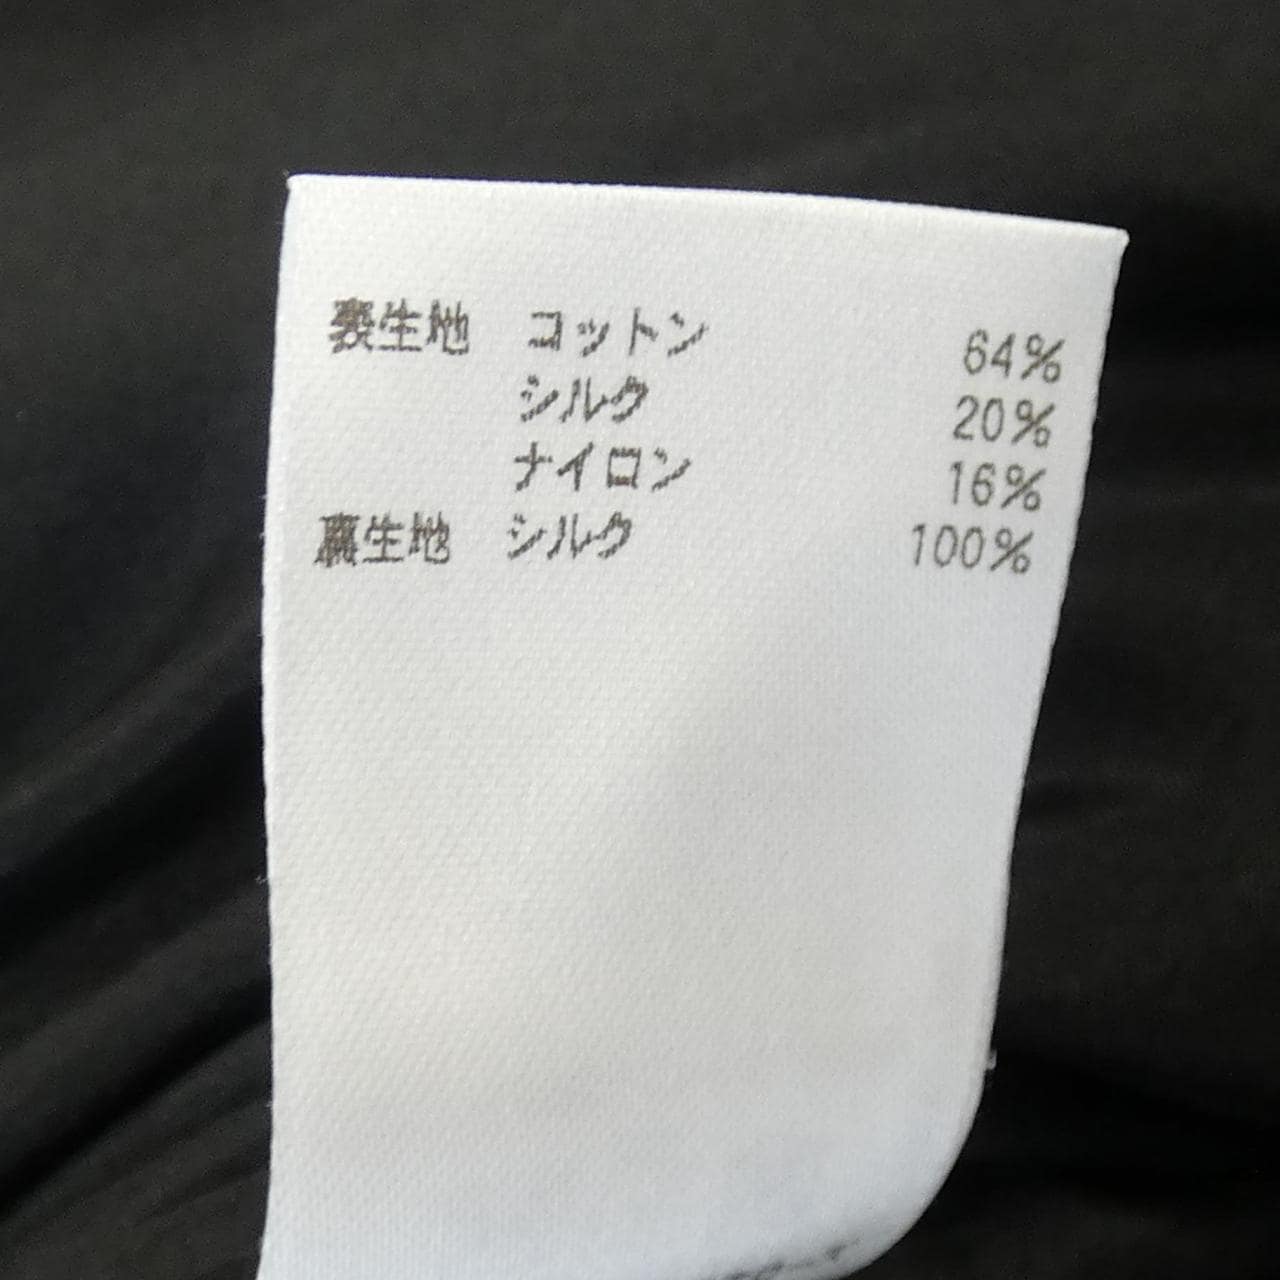 表生地 コットン 64%
シルク 20%
ナイロン 16%
裏生地 シルク 100%